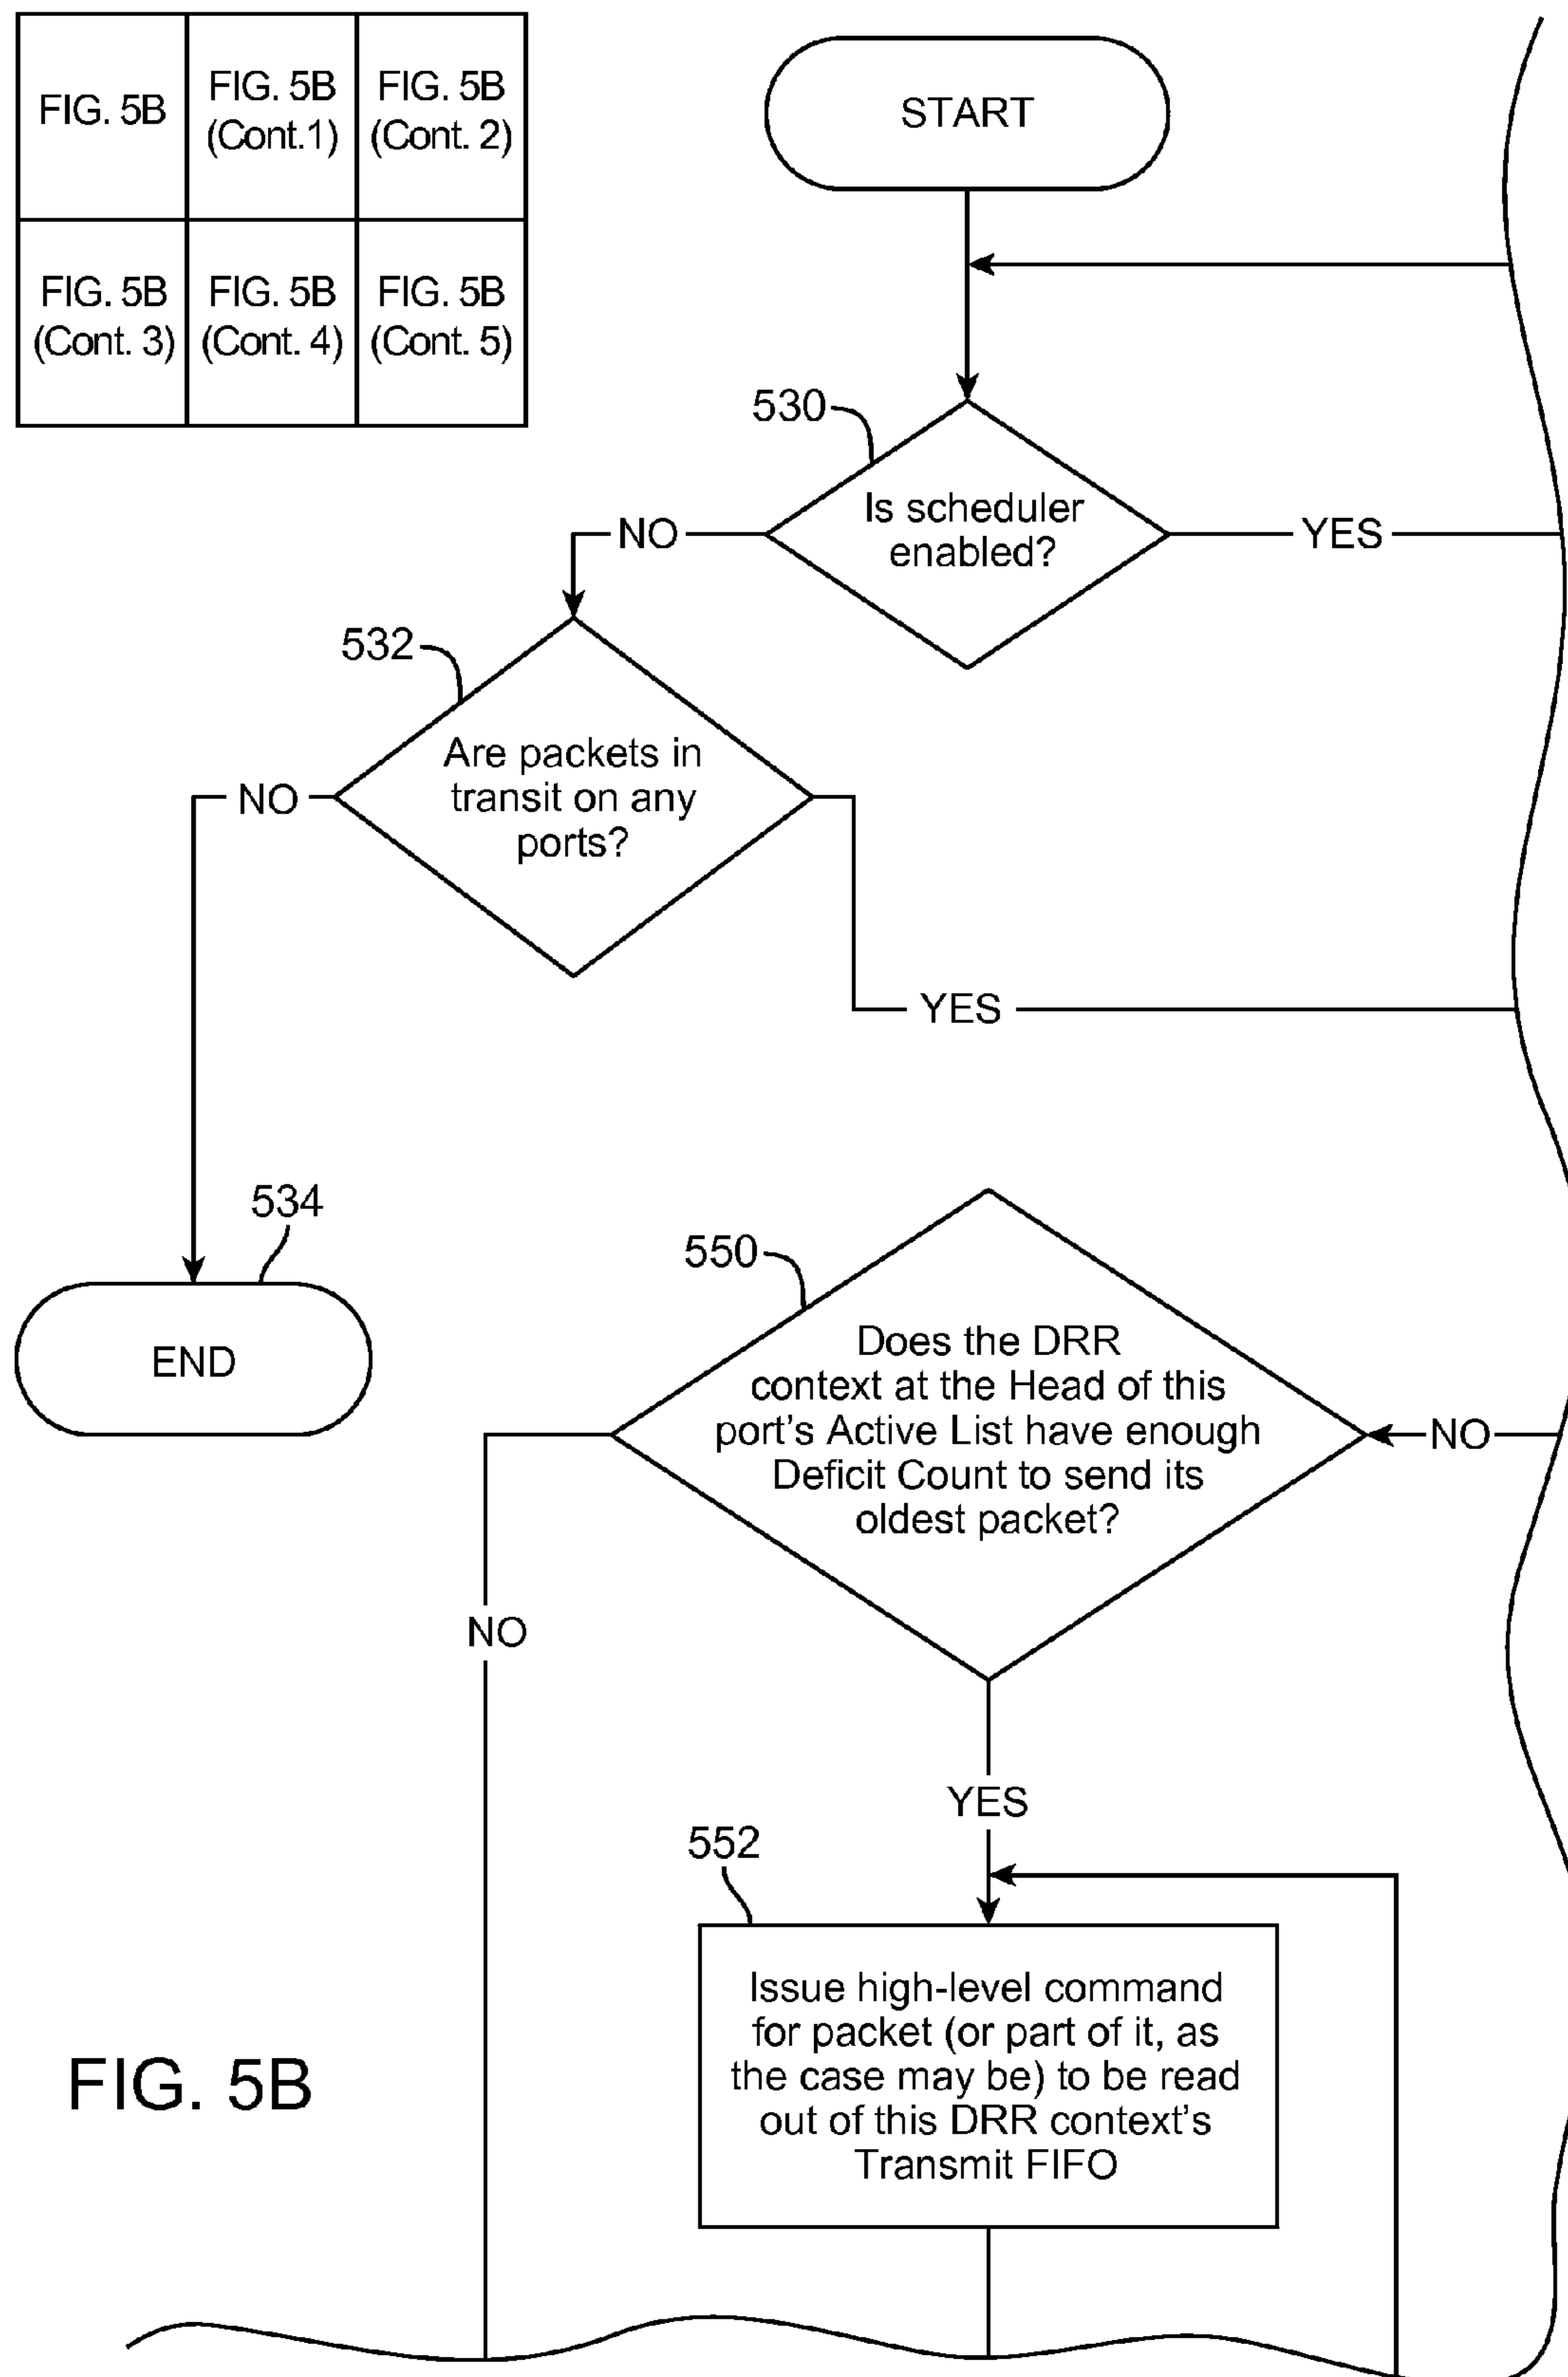 FIG. 5B
FIG. 5B
(Cont.1)
FIG. 5B
(Cont. 2)
FIG. 5B
(Cont. 3)
FIG. 5B
(Cont. 4)
FIG. 5B
(Cont. 5)
START
530
Is scheduler
enabled?
NO
YES
532
Are packets in
transit on any
ports?
NO
YES
534
END
550
Does the DRR
context at the Head of this
port's Active List have enough
Deficit Count to send its
oldest packet?
NO
NO
YES
552
Issue high-level command
for packet (or part of it, as
the case may be) to be read
out of this DRR context's
Transmit FIFO
FIG. 5B